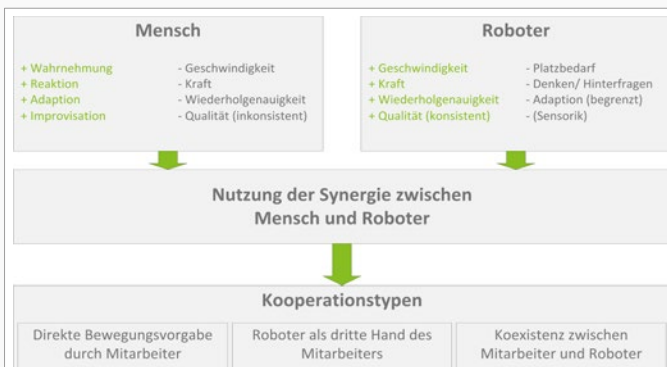 Mensch
+ Wahrnehmung
+ Reaktion
+ Adaption
+ Improvisation
- Geschwindigkeit
- Kraft
- Wiederholgenauigkeit
- Qualität (inkonsistent)
Roboter
+ Geschwindigkeit
+ Kraft
+ Wiederholgenauigkeit
+ Qualität (konsistent)
- Platzbedarf
- Denken/ Hinterfragen
- Adaption (begrenzt)
- (Sensorik)
Nutzung der Synergie zwischen
Mensch und Roboter
Kooperationstypen
Direkte Bewegungsvorgabe
durch Mitarbeiter
Roboter als dritte Hand des
Mitarbeiters
Koexistenz zwischen
Mitarbeiter und Roboter